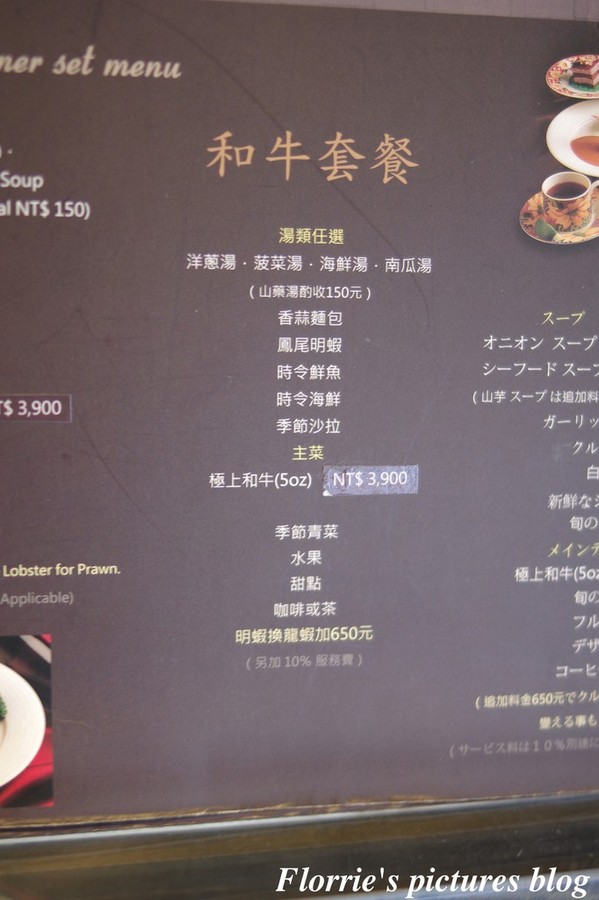 ner set menu
Soup
al NT$ 150)
T$ 3,900
Lobster for Prawn.
Applicable)
和牛套餐
湯類任選
洋蔥湯 · 菠菜湯 · 海鮮湯 · 南瓜湯
( 山藥湯酌收150元 )
香蒜麵包
鳳尾明蝦
時令鮮魚
時令海鮮
季節沙拉
主菜
極上和牛(5oz) NT$ 3,900
季節青菜
水果
甜點
咖啡或茶
明蝦換龍蝦加650元
( 另加 10% 服務費 )
スープ
オニオン スープ
シーフード スープ
( 山芋 スープ は追加料
ガーリッ
クル
白
新鮮な
旬の
メインデ
極上和牛(5oz
旬の
フル
デザ
コーヒ
( 追加料金650元でクル
變える事も
( サービス料は１０％別途に
Florrie's pictures blog